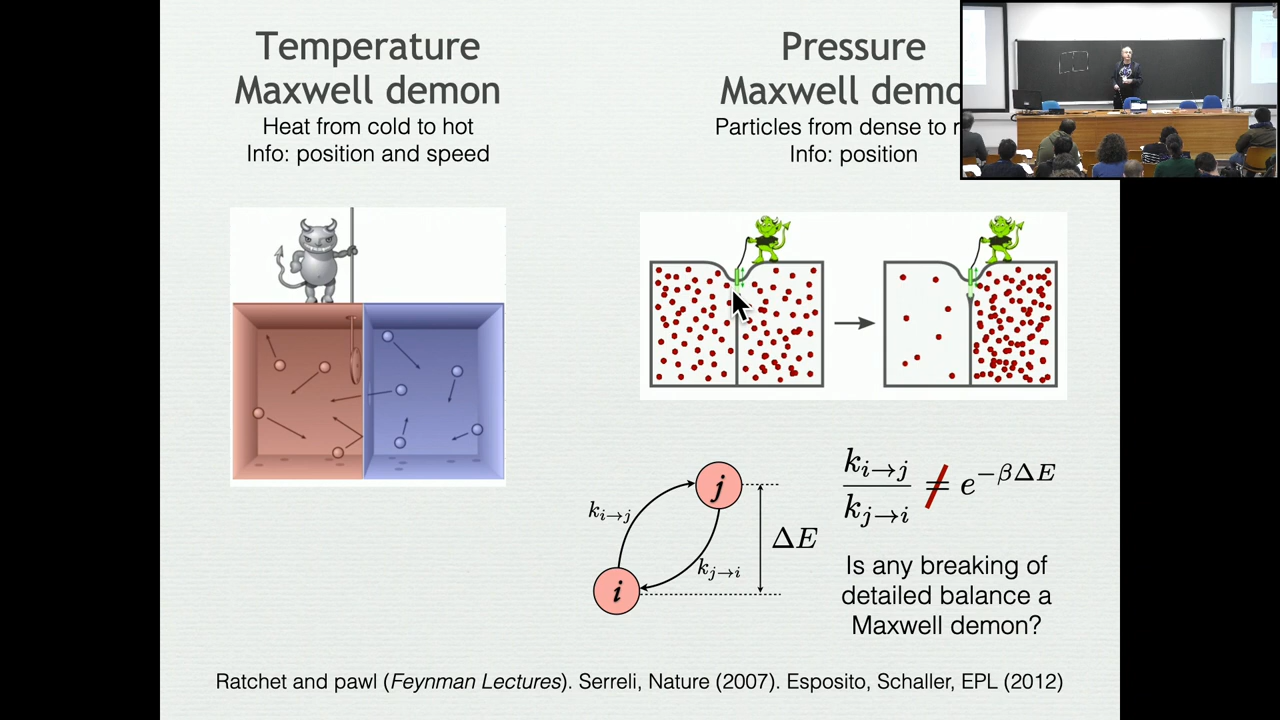 Temperature
Maxwell demon
Heat from cold to hot
Info: position and speed
Pressure
Maxwell
Particles from dense to
Info: position
k_{i→j}
j
k_{i→j} / k_{j→i} ≠ e^{−βΔE}
ΔE
k_{j→i}
i
Is any breaking of
detailed balance a
Maxwell demon?
Ratchet and pawl (Feynman Lectures). Serreli, Nature (2007). Esposito, Schaller, EPL (2012)